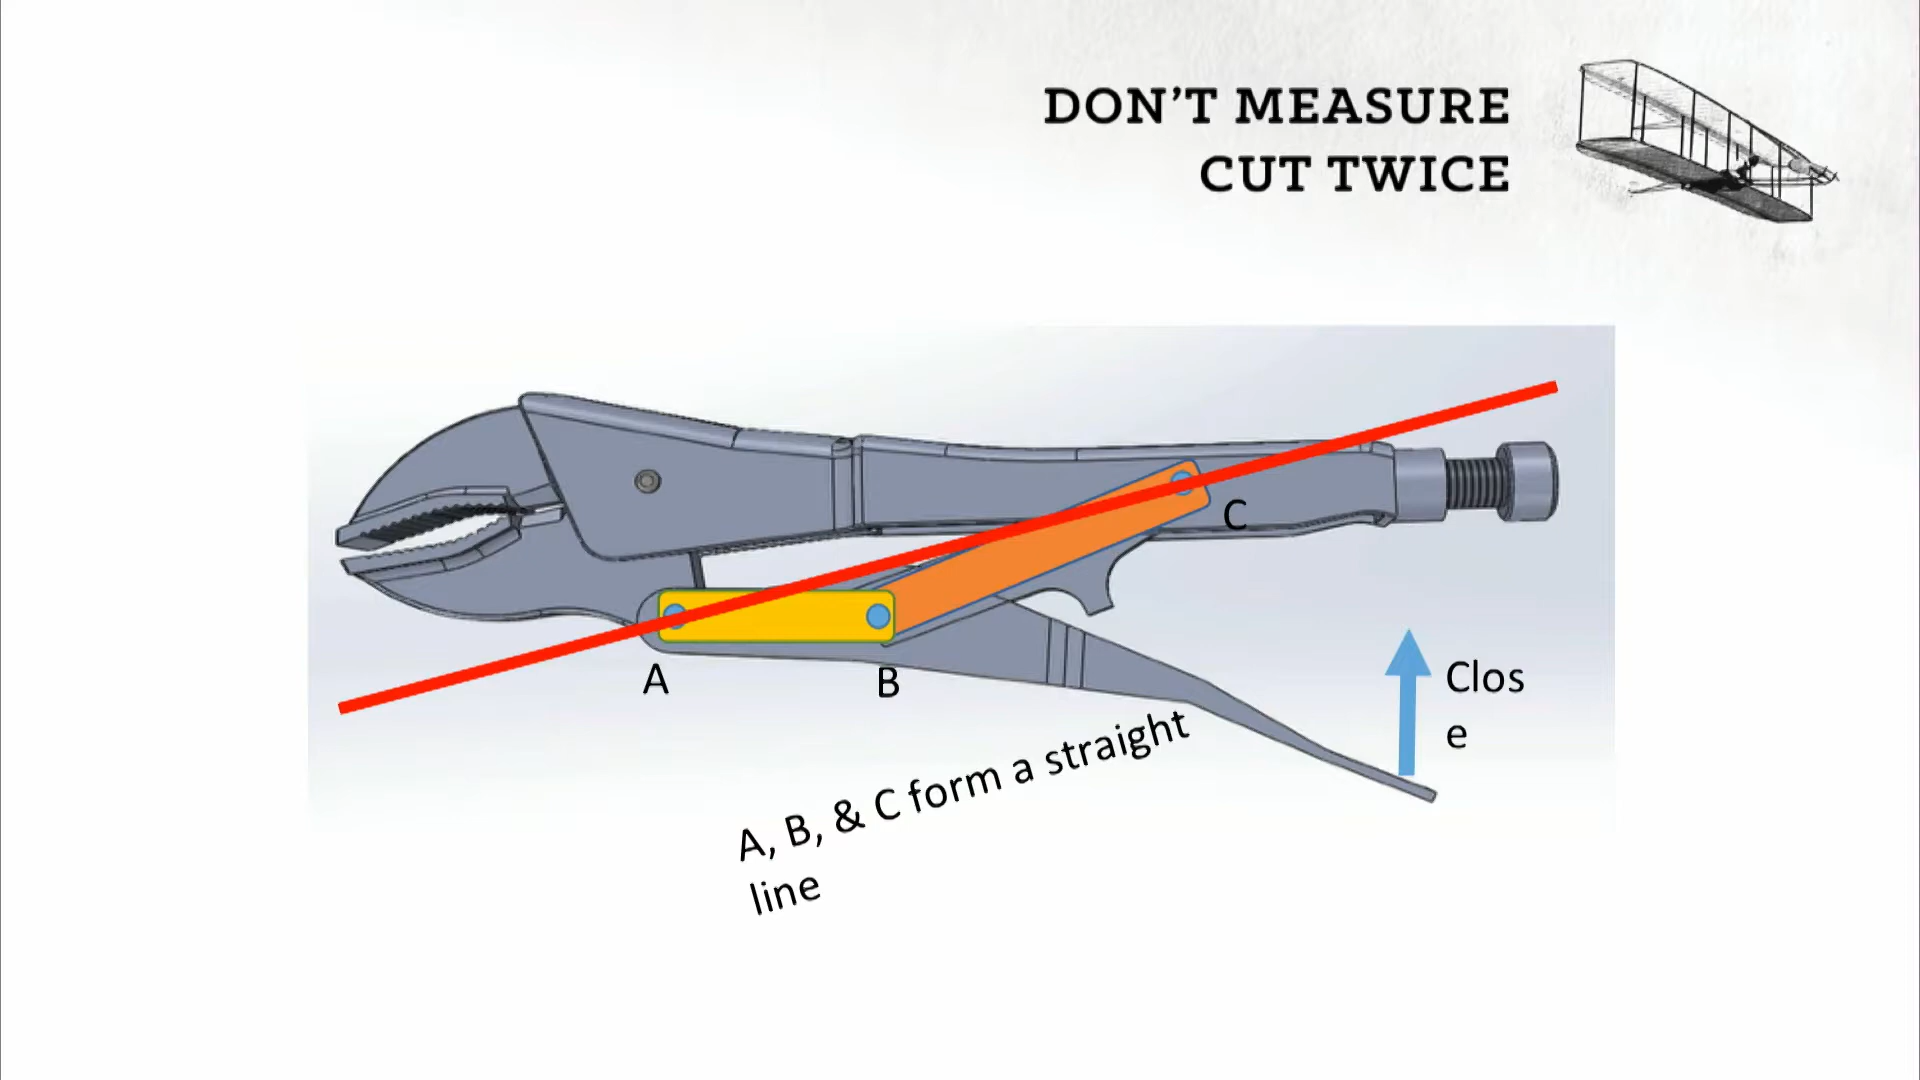 DON'T MEASURE
CUT TWICE
C
A
B
Clos
e
A, B, & C form a straight
line